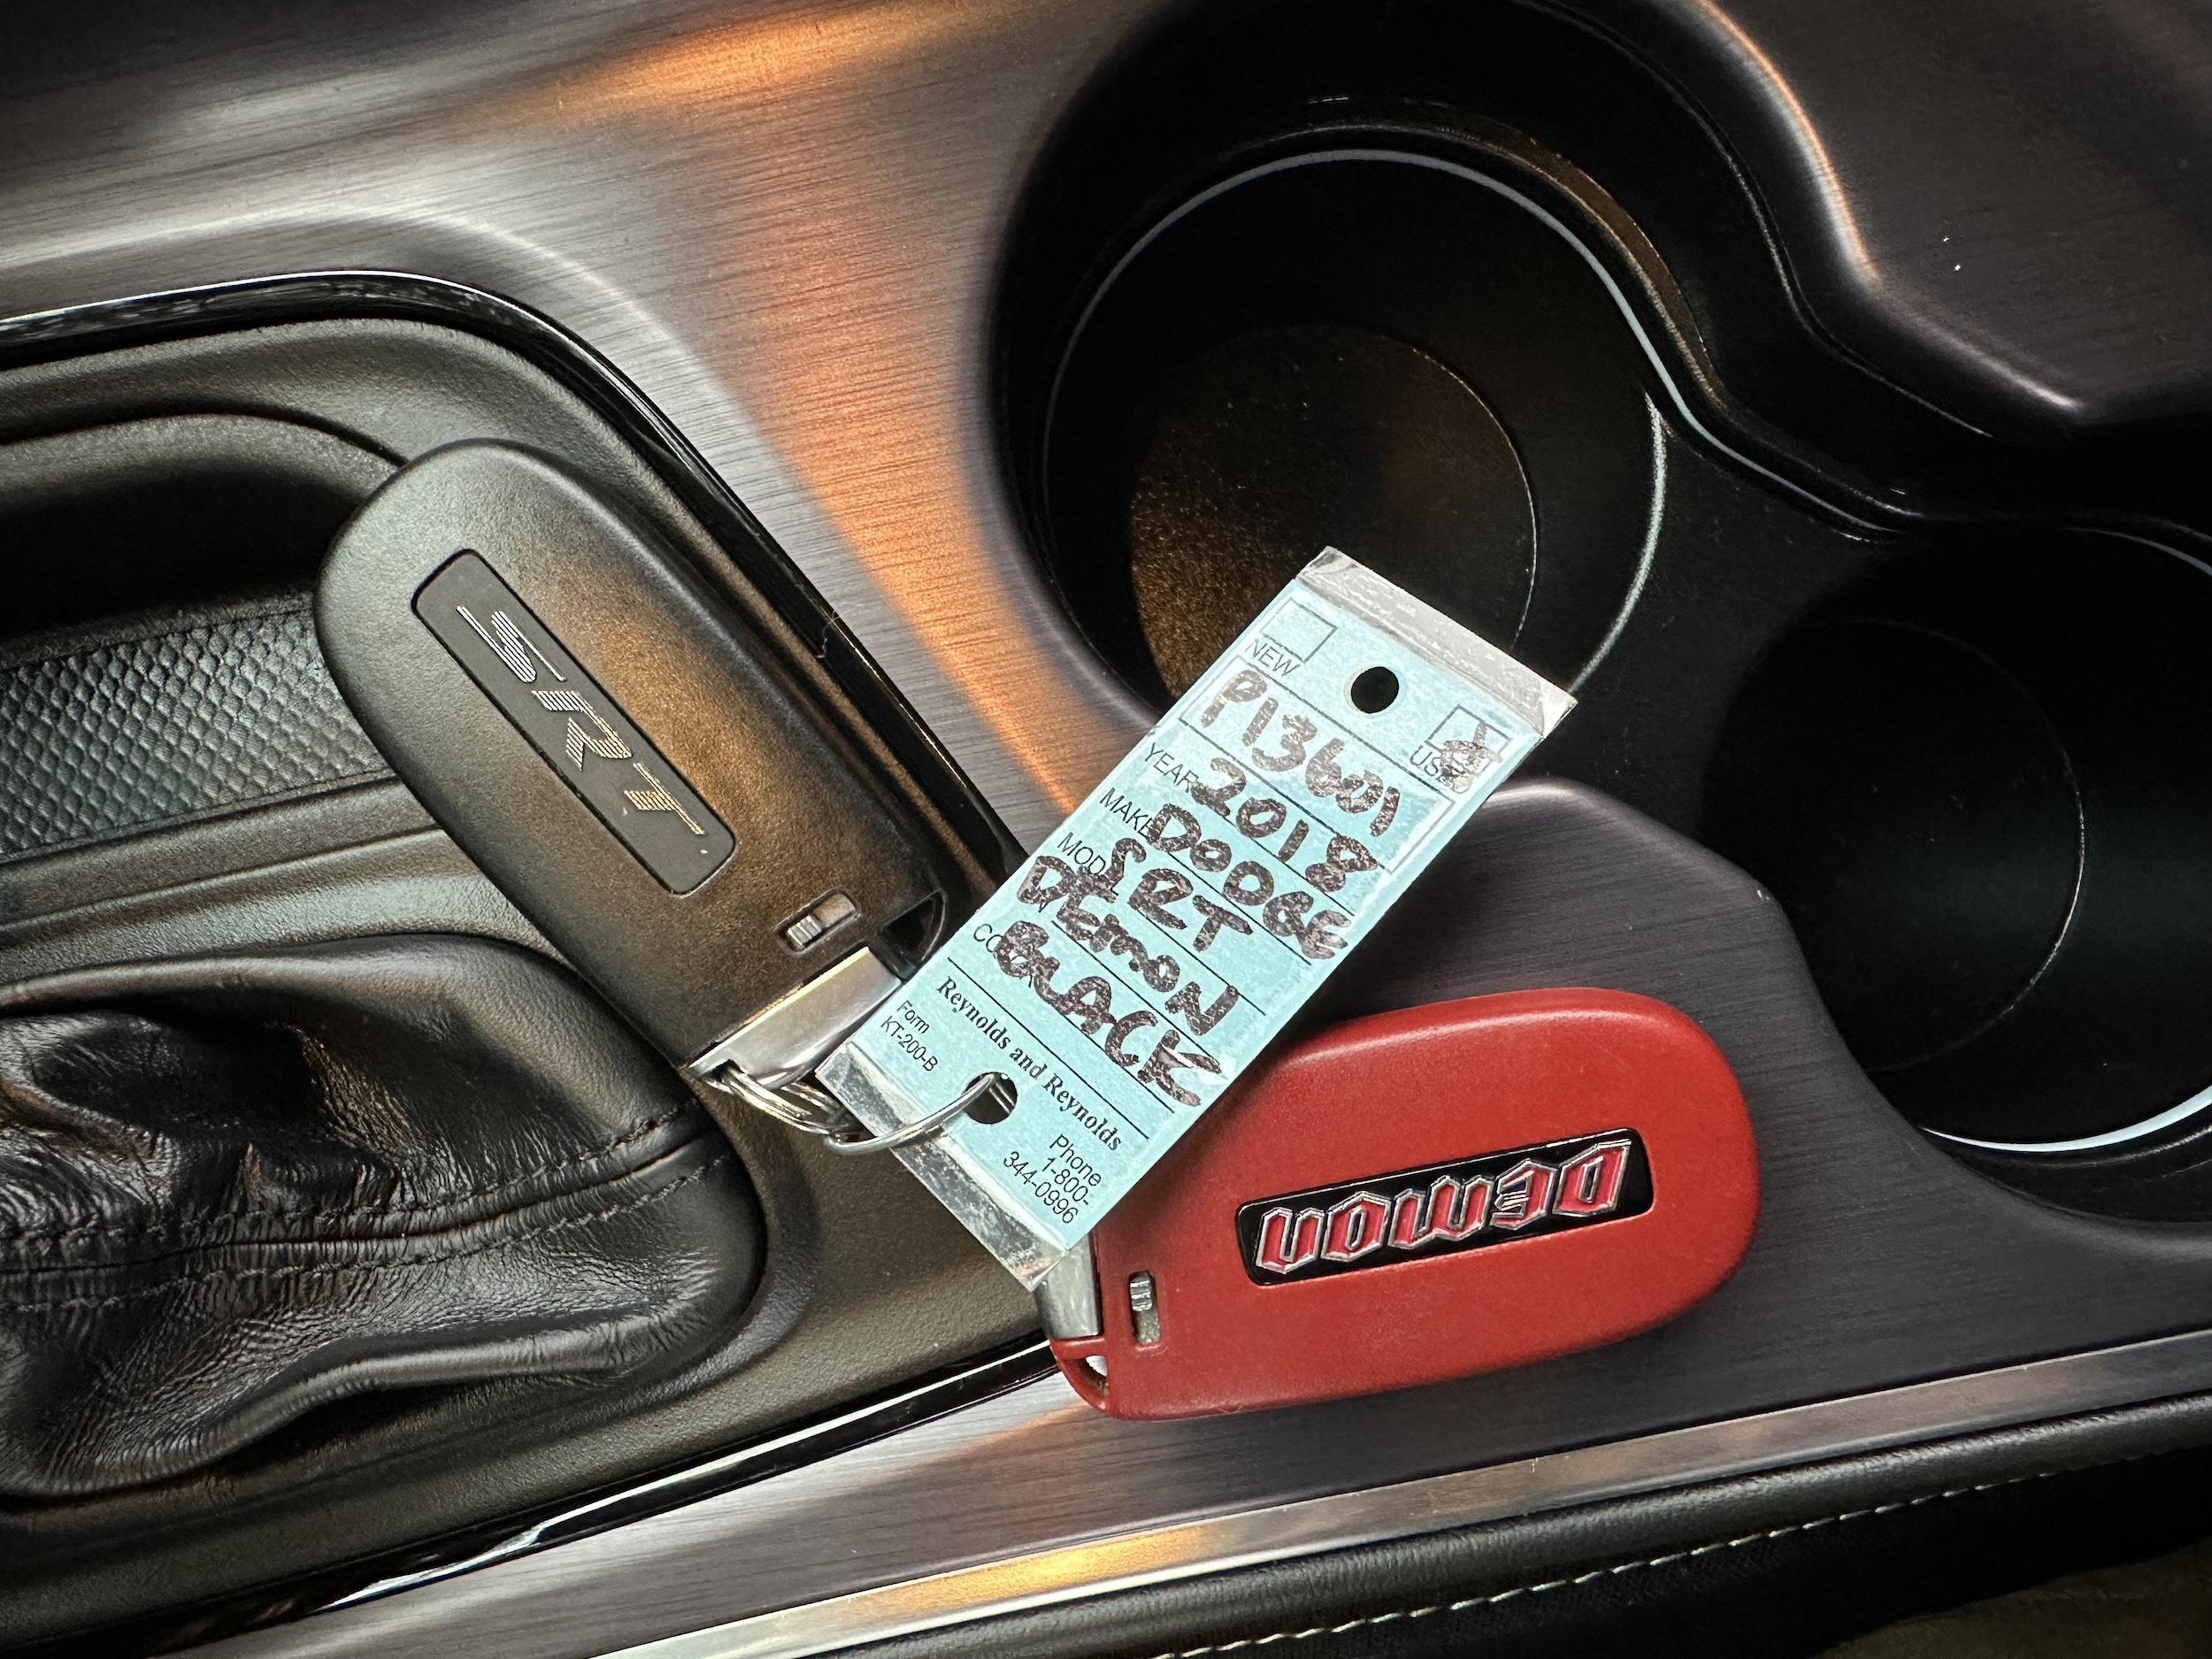 SRT
NEW
USED
P13601
YEAR 2018
MAKE DODGE
MODEL SRT
DEMON
COLOR BLACK
Reynolds and Reynolds
Form
KT-200-B
Phone
1-800-
344-0996
DEMON